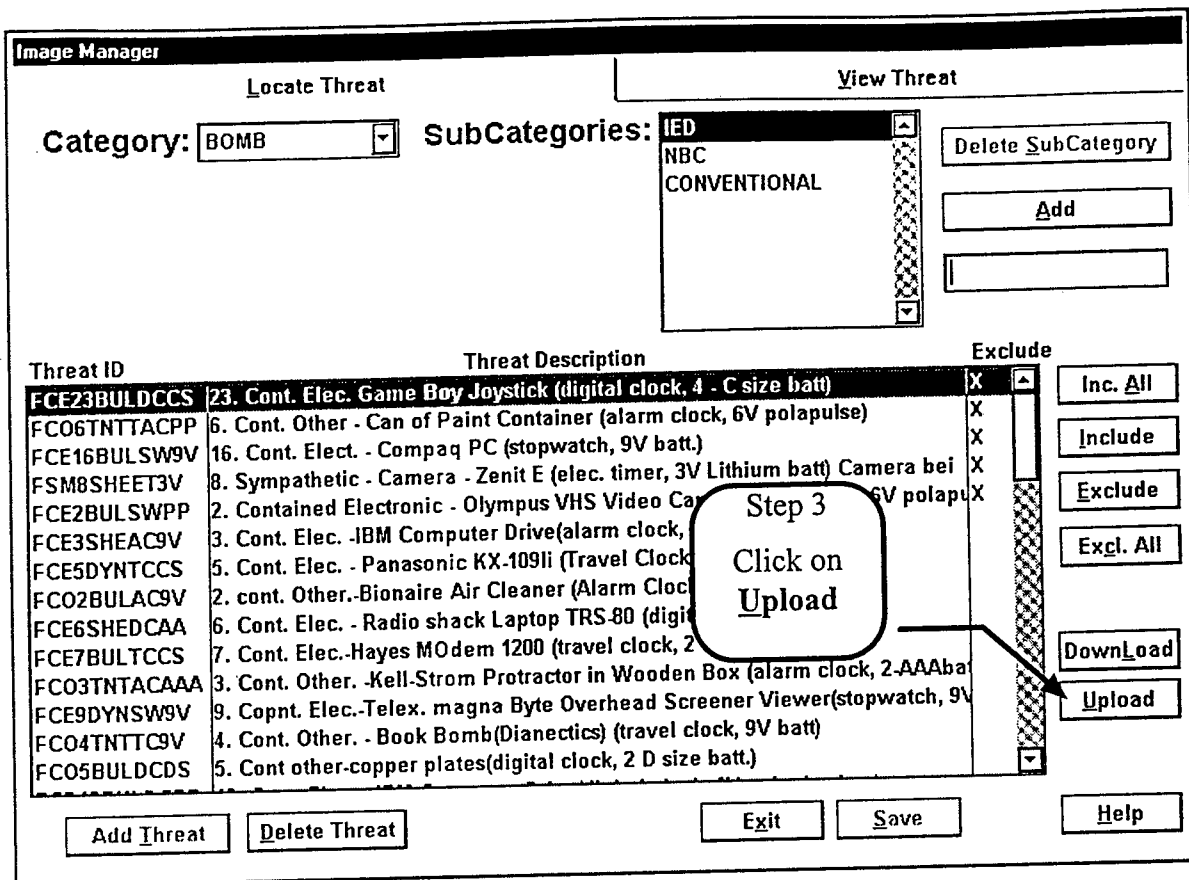 Image Manager
Locate Threat
View Threat
Category: BOMB
SubCategories: IED
NBC
CONVENTIONAL
Delete SubCategory
Add
Threat ID Threat Description Exclude
FCE23BULDCCS 23. Cont. Elec. Game Boy Joystick (digital clock, 4 - C size batt) X
FCO6TNTTACPP 6. Cont. Other - Can of Paint Container (alarm clock, 6V polapulse) X
FCE16BULSW9V 16. Cont. Elect. - Compaq PC (stopwatch, 9V batt.) X
FSM8SHEET3V 8. Sympathetic - Camera - Zenit E (elec. timer, 3V Lithium batt) Camera bei X
FCE2BULSWPP 2. Contained Electronic - Olympus VHS Video 6V X
FCE3SHEAC9V 3. Cont. Elec. -IBM Computer Drive(alarm clock,
FCE5DYNTCCS 5. Cont. Elec. - Panasonic KX-109li (Travel Clock
FCO2BULAC9V 2. cont. Other.-Bionaire Air Cleaner (Alarm
FCE6SHEDCAA 6. Cont. Elec. - Radio shack Laptop TRS-80
FCE7BULTCCS 7. Cont. Elec.-Hayes MOdem 1200 (travel clock, 2
FCO3TNTACAAA 3. Cont. Other. -Kell-Strom Protractor in Wooden Box (alarm clock, 2-AAAbat
FCE9DYNSW9V 9. Copnt. Elec.-Telex. magna Byte Overhead Screener Viewer(stopwatch, 9V
FCO4TNTTC9V 4. Cont. Other. - Book Bomb(Dianectics) (travel clock, 9V batt)
FCO5BULDCDS 5. Cont other-copper plates(digital clock, 2 D size batt.)
Inc. All
Include
Exclude
Excl. All
DownLoad
Upload
Step 3
Click on
Upload
Add Threat
Delete Threat
Exit
Save
Help